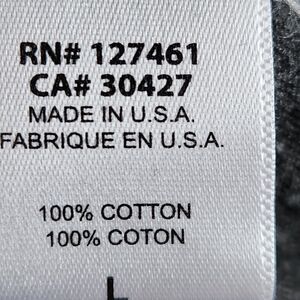 RN# 127461
CA# 30427
MADE IN U.S.A.
FABRIQUE EN U.S.A.
100% COTTON
100% COTON
L